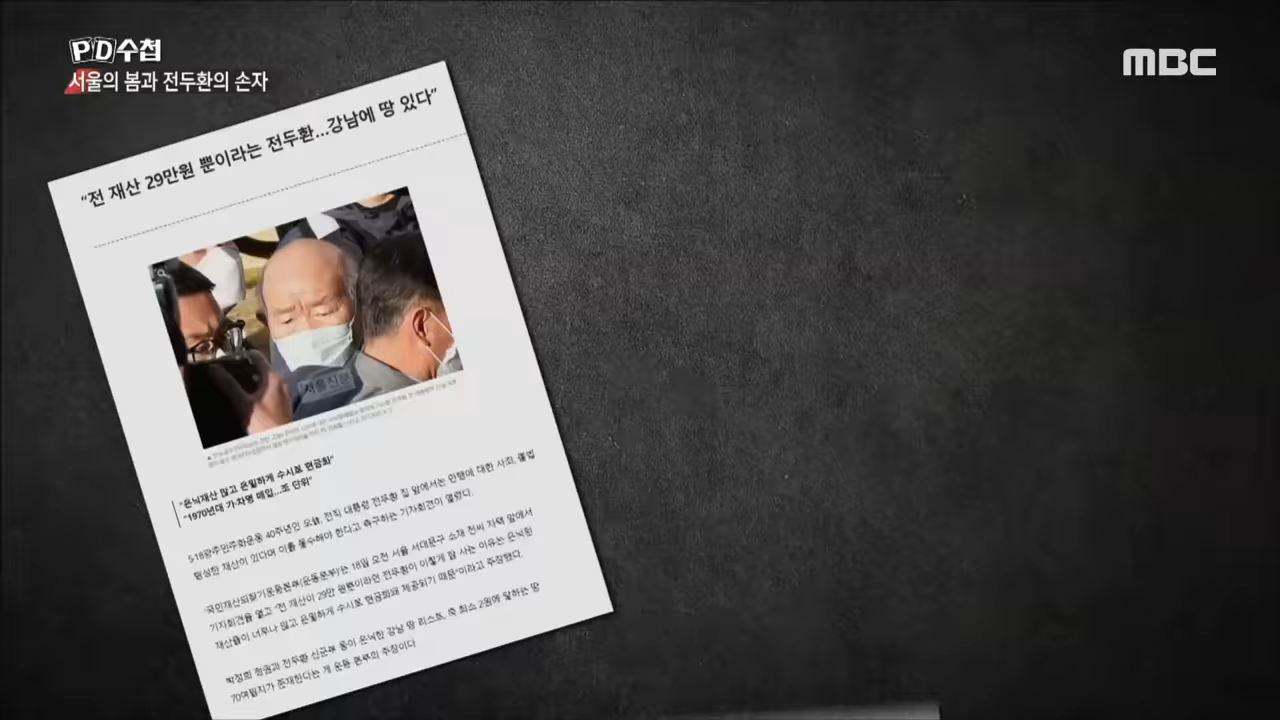 PD수첩
서울의 봄과 전두환의 손자
MBC
“전 재산 29만원 뿐이라는 전두환...강남에 땅 있다”
서울신문
“은닉재산 많고 은밀하게 수시로 현금화”
“1970년대 가·차명 매입...조 단위”
5·18광주민주화운동 40주년인 오늘, 전직 대통령 전두환 집 앞에서는 만행에 대한 사죄, 불법
형성한 재산이 있다며 이를 몰수해야 한다고 촉구하는 기자회견이 열렸다.
‘국민재산되찾기운동본부(운동본부)’는 18일 오전 서울 서대문구 소재 전씨 자택 앞에서
기자회견을 열고 “전 재산이 29만 원뿐이라던 전두환이 이렇게 잘 사는 이유는 은닉된
재산들이 너무나 많고 은밀하게 수시로 현금화돼 제공되기 때문”이라고 주장했다.
박정희 정권과 전두환 신군부 등이 은닉한 강남 땅 리스트, 즉 최소 2원에 달하는 땅
70여필지가 존재한다는 게 운동 본부의 주장이다